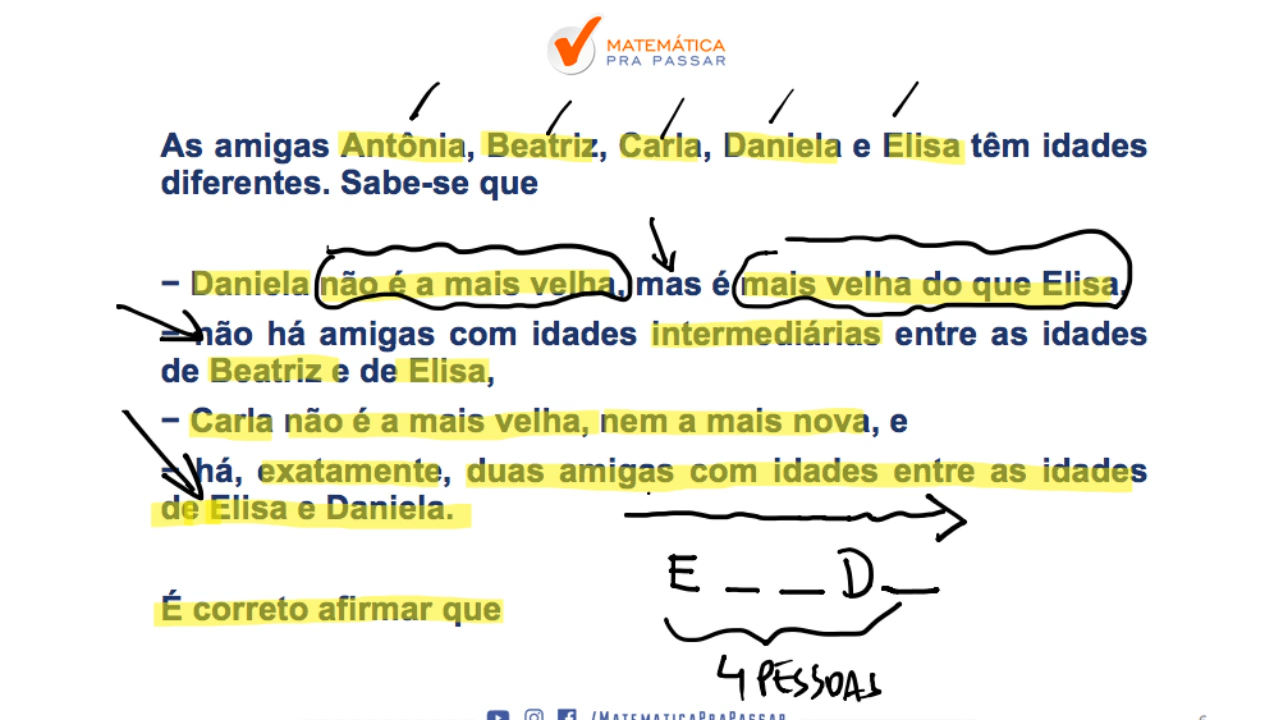 MATEMÁTICA
PRA PASSAR
As amigas Antônia, Beatriz, Carla, Daniela e Elisa têm idades
diferentes. Sabe-se que
– Daniela não é a mais velha, mas é mais velha do que Elisa,
– não há amigas com idades intermediárias entre as idades
de Beatriz e de Elisa,
– Carla não é a mais velha, nem a mais nova, e
– há, exatamente, duas amigas com idades entre as idades
de Elisa e Daniela.
E _ _ D _
É correto afirmar que
4 PESSOAS
/MATEMATICAPRAPASSAR